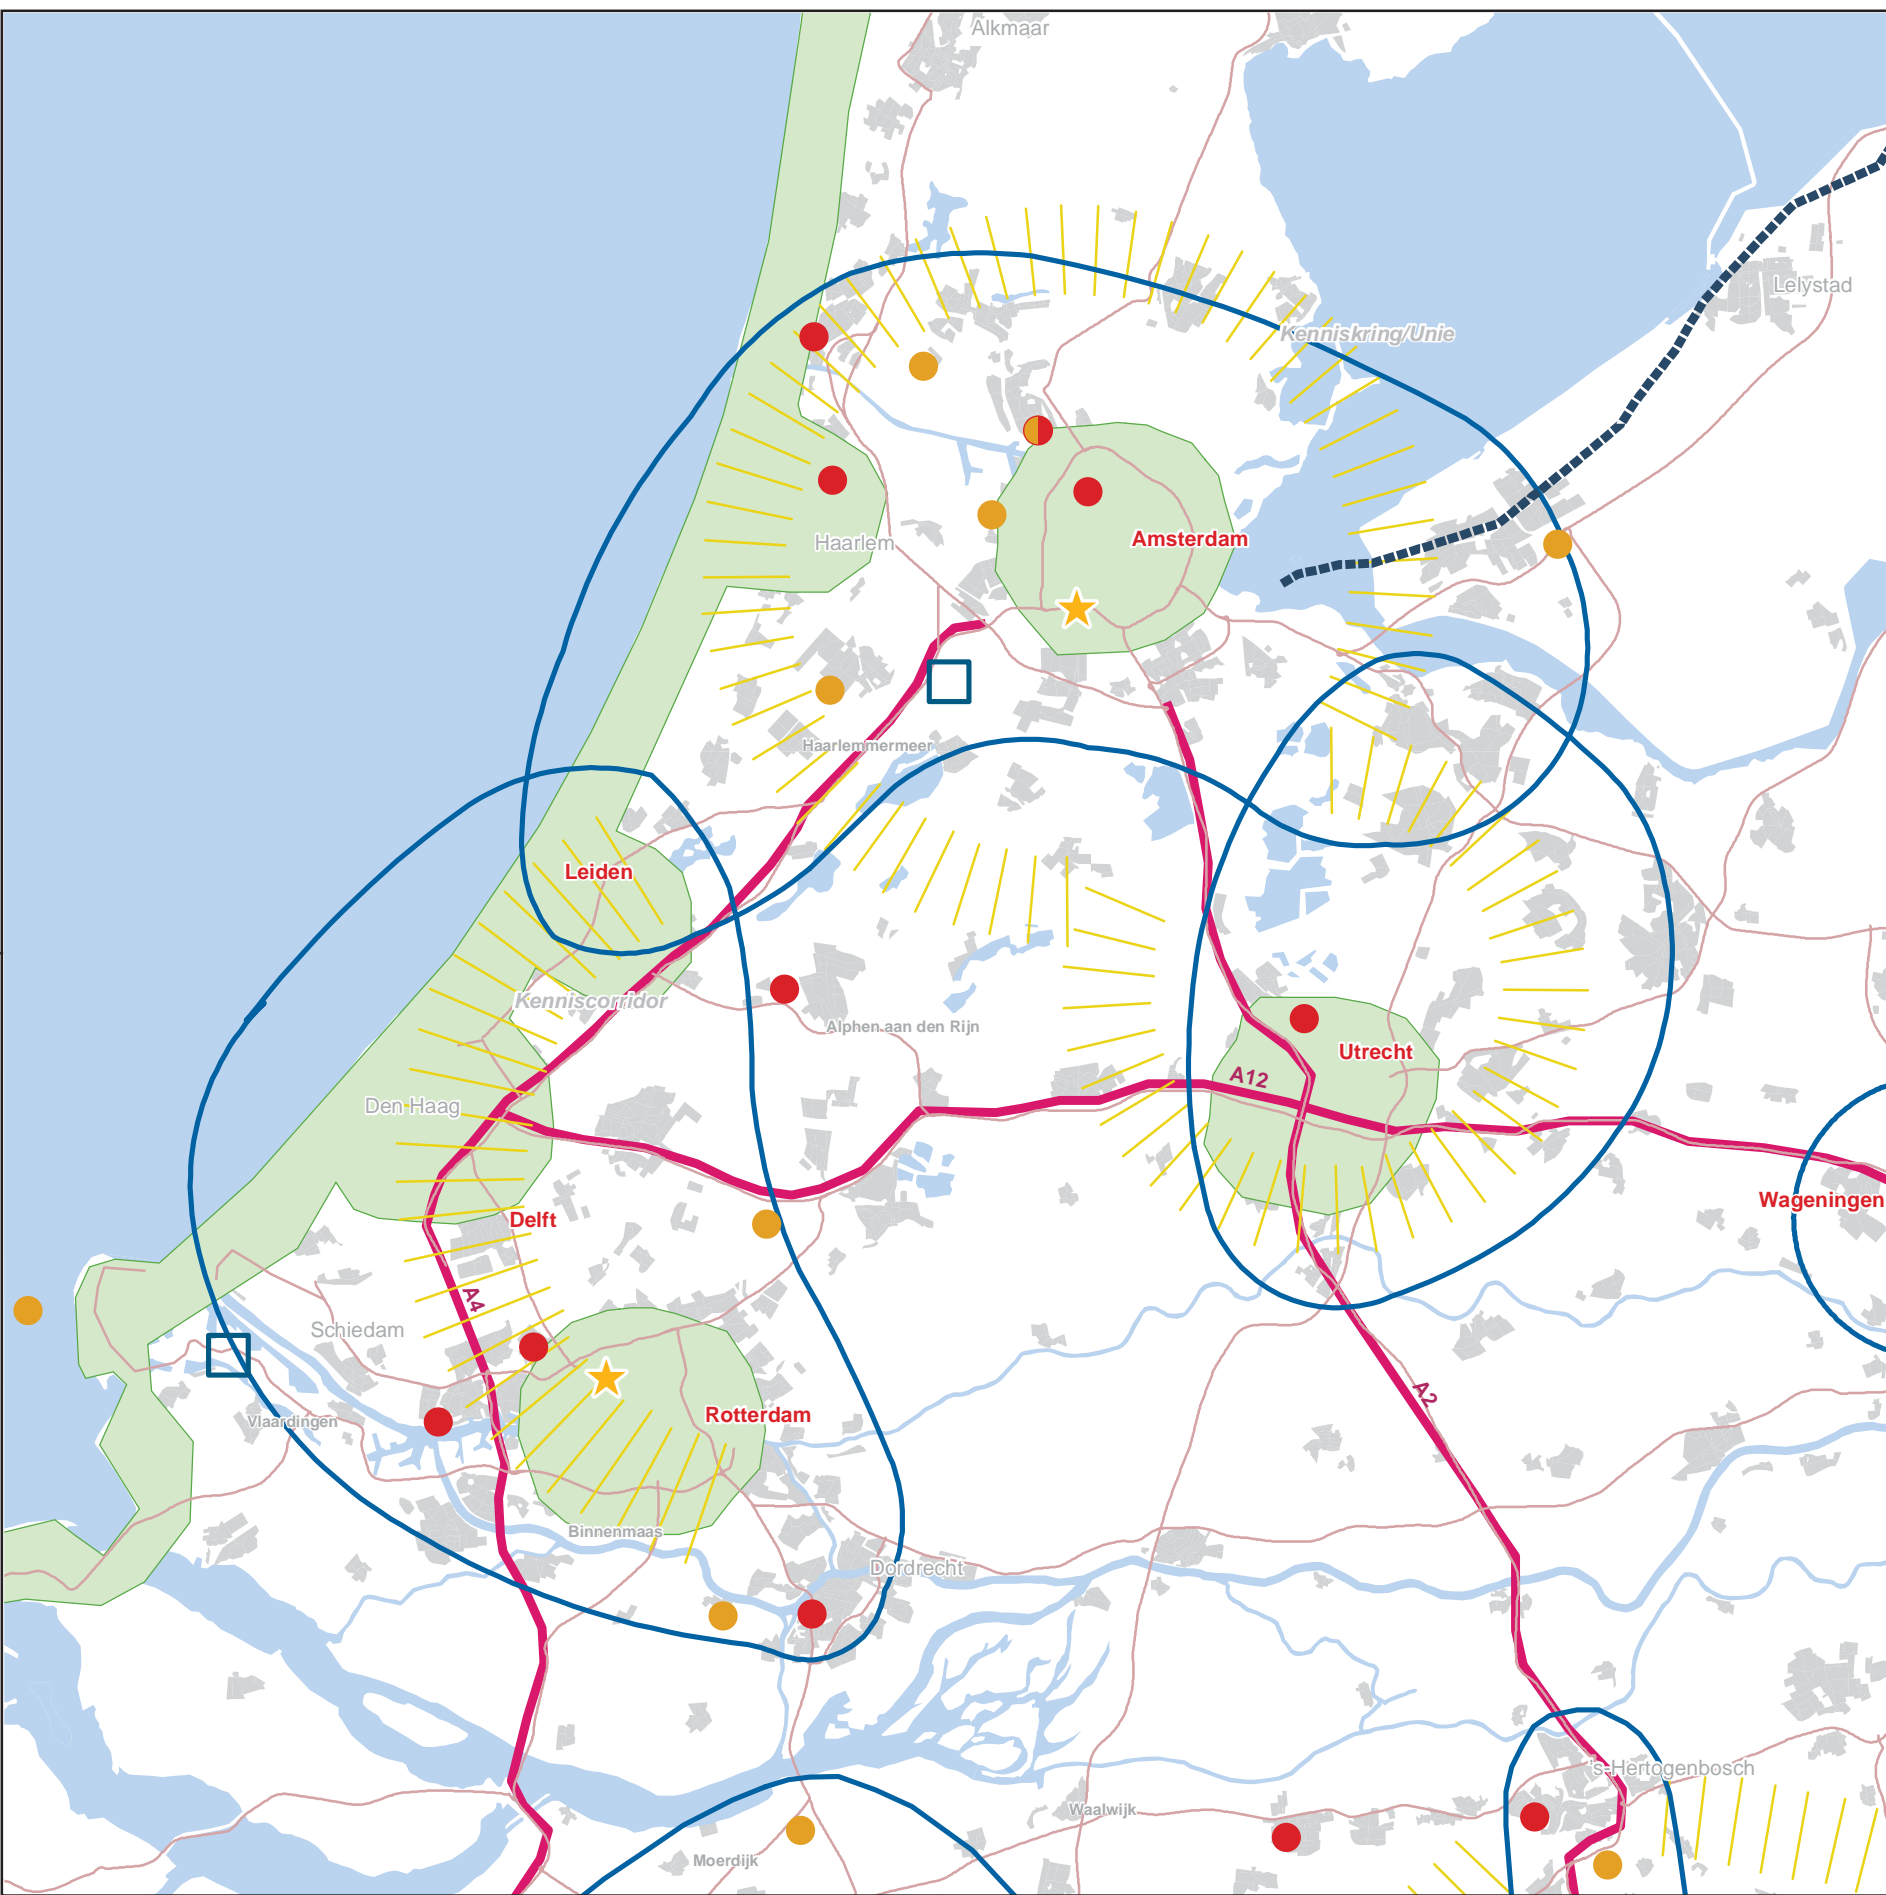 Alkmaar
Lelystad
Kenniskring/Unie
Amsterdam
Haarlem
Haarlemmermeer
Leiden
Kenniscorridor
Alphen aan den Rijn
Utrecht
A12
Den Haag
Wageningen
Delft
A4
Schiedam
A2
Rotterdam
Vlaardingen
Binnenmaas
Dordrecht
's-Hertogenbosch
Waalwijk
Moerdijk